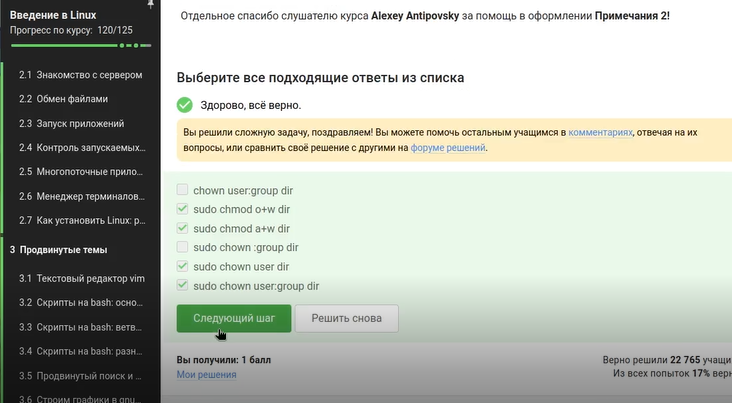 Введение в Linux
Прогресс по курсу: 120/125
2.1 Знакомство с сервером
2.2 Обмен файлами
2.3 Запуск приложений
2.4 Контроль запускаемых...
2.5 Многопоточные прило...
2.6 Менеджер терминалов...
2.7 Как установить Linux: р...
3 Продвинутые темы
3.1 Текстовый редактор vim
3.2 Скрипты на bash: осно...
3.3 Скрипты на bash: ветв...
3.4 Скрипты на bash: разн...
3.5 Продвинутый поиск и ...
3.6 Строим графики в gnu...
Отдельное спасибо слушателю курса Alexey Antipovsky за помощь в оформлении Примечания 2!
Выберите все подходящие ответы из списка
Здорово, всё верно.
Вы решили сложную задачу, поздравляем! Вы можете помочь остальным учащимся в комментариях, отвечая на их
вопросы, или сравнить своё решение с другими на форуме решений.
chown user:group dir
sudo chmod o+w dir
sudo chmod a+w dir
sudo chown :group dir
sudo chown user dir
sudo chown user:group dir
Следующий шаг
Решить снова
Вы получили: 1 балл
Мои решения
Верно решили 22 765 учащи
Из всех попыток 17% верн